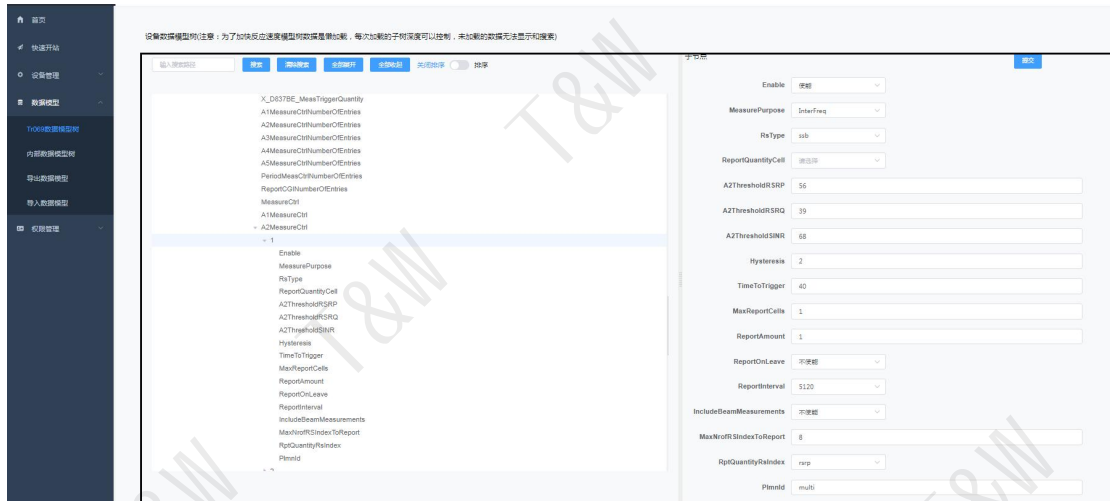 首页
快速开站
设备管理
数据模型
Tr069数据模型树
内部数据模型树
导出数据模型
导入数据模型
权限管理
设备数据模型树(注意：为了加快反应速度模型树数据是懒加载，每次加载的子树深度可以控制，未加载的数据无法显示和搜索)
输入搜索路径 搜索 清除搜索 全部展开 全部收起 关闭排序 排序
X_D837BE_MeasTriggerQuantity
A1MeasureCtrlNumberOfEntries
A2MeasureCtrlNumberOfEntries
A3MeasureCtrlNumberOfEntries
A4MeasureCtrlNumberOfEntries
A5MeasureCtrlNumberOfEntries
PeriodMeasCtrlNumberOfEntries
ReportCGINumberOfEntries
MeasureCtrl
A1MeasureCtrl
A2MeasureCtrl
1
Enable
MeasurePurpose
RsType
ReportQuantityCell
A2ThresholdRSRP
A2ThresholdRSRQ
A2ThresholdSINR
Hysteresis
TimeToTrigger
MaxReportCells
ReportAmount
ReportOnLeave
ReportInterval
IncludeBeamMeasurements
MaxNrofRSIndexToReport
RptQuantityRsIndex
PlmnId
子节点 提交
Enable 使能
MeasurePurpose InterFreq
RsType ssb
ReportQuantityCell 请选择
A2ThresholdRSRP 56
A2ThresholdRSRQ 39
A2ThresholdSINR 68
Hysteresis 2
TimeToTrigger 40
MaxReportCells 1
ReportAmount 1
ReportOnLeave 不使能
ReportInterval 5120
IncludeBeamMeasurements 不使能
MaxNrofRSIndexToReport 8
RptQuantityRsIndex rsrp
PlmnId multi
T&W
T&W
T&W
T&W